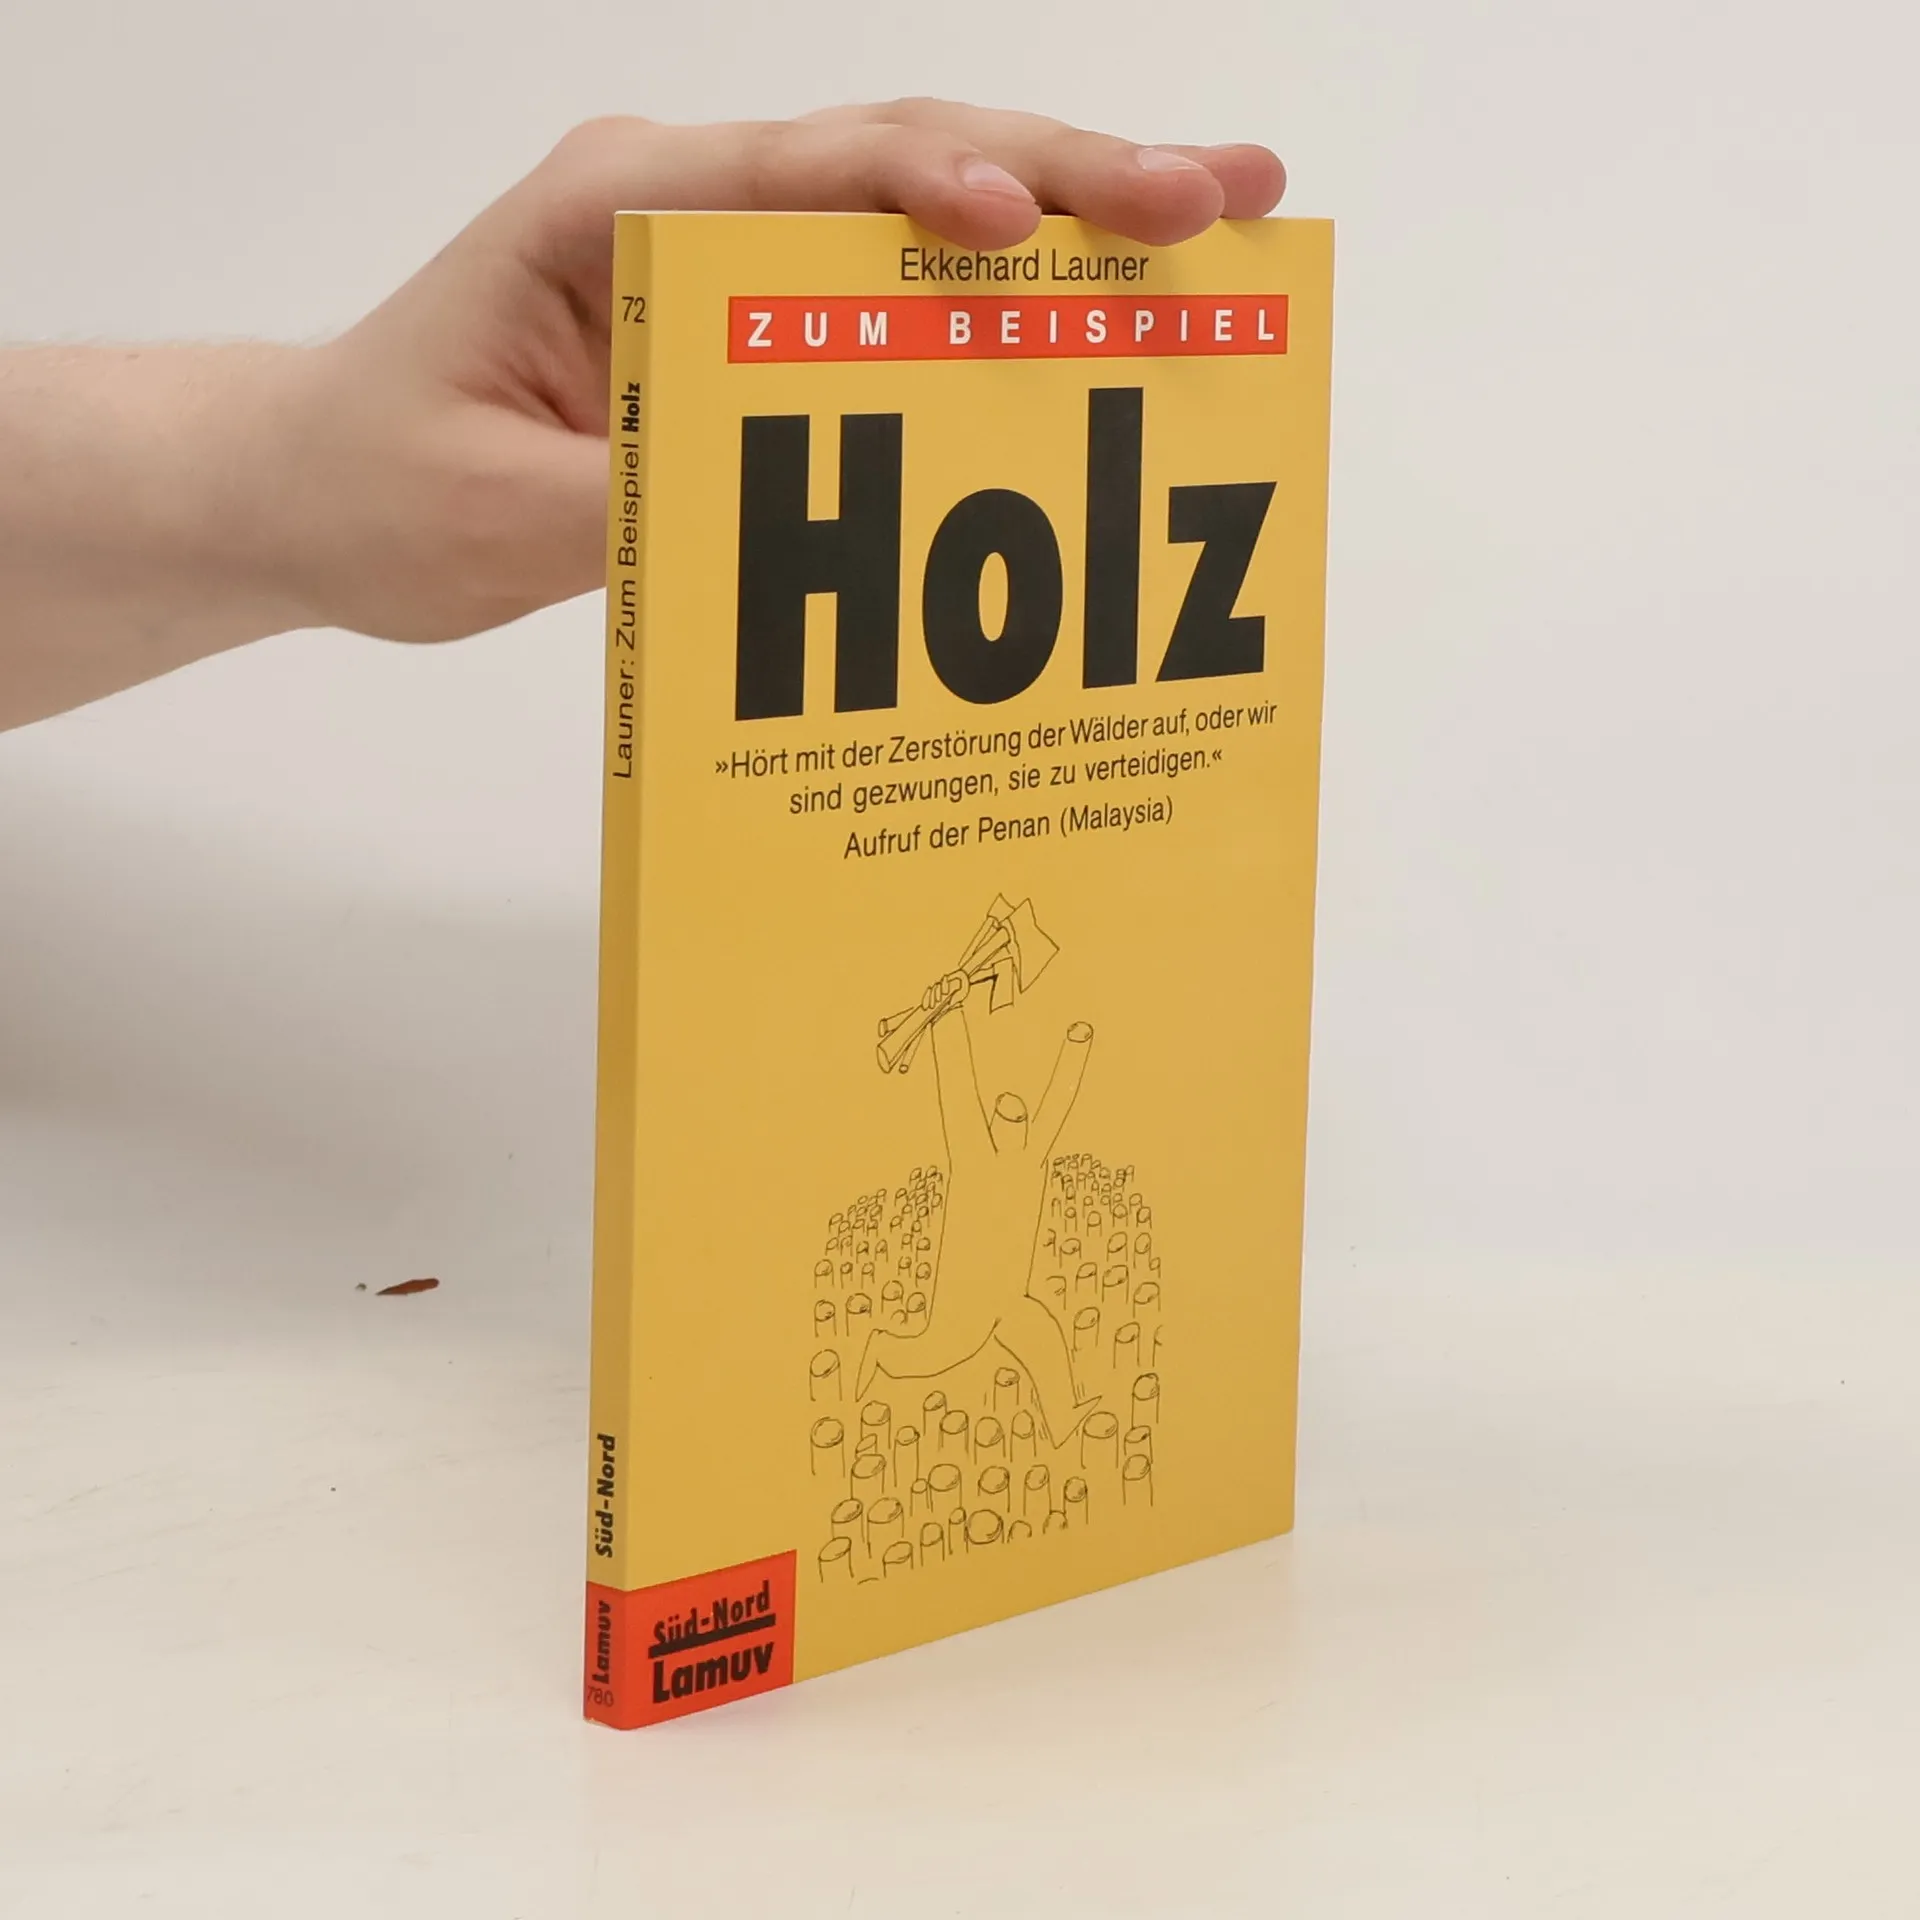 Ekkehard Launer
ZUM BEISPIEL
Holz
»Hört mit der Zerstörung der Wälder auf, oder wir
sind gezwungen, sie zu verteidigen.«
Aufruf der Penan (Malaysia)
Süd-Nord
Lamuv
72
Launer: Zum Beispiel Holz
Süd-Nord
Lamuv
780